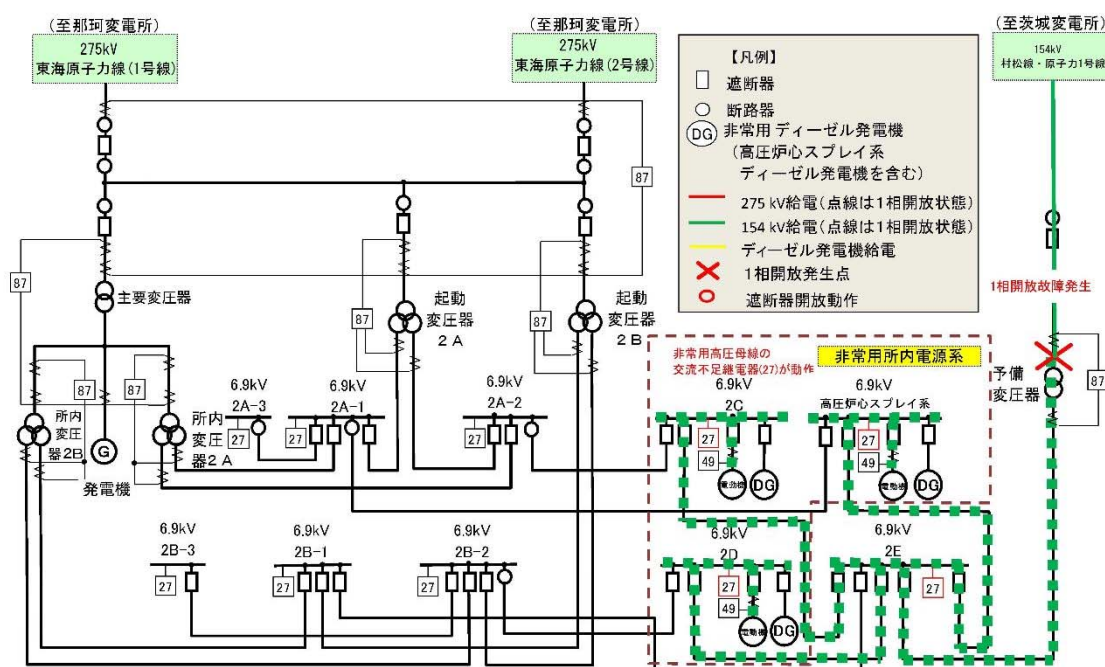 (至那珂変電所)
275kV
東海原子力線(1号線)
(至那珂変電所)
275kV
東海原子力線(2号線)
(至茨城変電所)
154kV
村松線・原子力1号線
【凡例】
遮断器
断路器
DG
非常用 ディーゼル発電機
(高圧炉心スプレイ系
ディーゼル発電機を含む)
275 kV給電(点線は1相開放状態)
154 kV給電(点線は1相開放状態)
ディーゼル発電機給電
1相開放発生点
遮断器開放動作
87
87
87
87
87
87
87
主要変圧器
起動
変圧器
2A
起動
変圧器
2B
1相開放故障発生
予備
変圧器
所内
変圧
器2B
G
発電機
所内
変圧
器2A
6.9kV
2A-3
27
6.9kV
2A-1
27
6.9kV
2A-2
27
非常用高圧母線の
交流不足継電器(27)が動作
非常用所内電源系
6.9kV
2C
27
49
電動機
DG
6.9kV
高圧炉心スプレイ系
27
49
電動機
DG
6.9kV
2B-3
27
6.9kV
2B-1
27
6.9kV
2B-2
27
6.9kV
2D
27
49
電動機
DG
6.9kV
2E
27